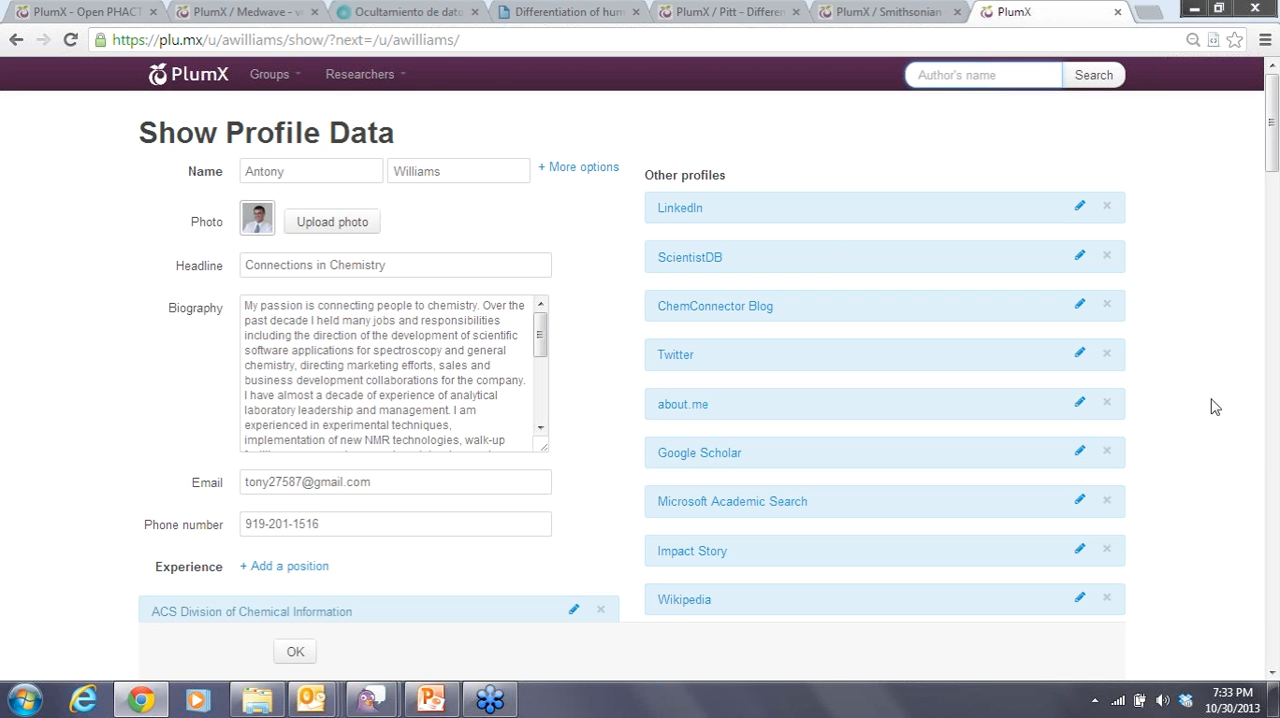 PlumX - Open PHACT
PlumX / Medwave - v
Ocultamiento de dato
Differentiation of hum
PlumX / Pitt - Differen
PlumX / Smithsonian
PlumX
https://plu.mx/u/awilliams/show/?next=/u/awilliams/
PlumX
Groups
Researchers
Author's name
Search
Show Profile Data
Name
Antony
Williams
+ More options
Photo
Upload photo
Headline
Connections in Chemistry
Biography
My passion is connecting people to chemistry. Over the
past decade I held many jobs and responsibilities
including the direction of the development of scientific
software applications for spectroscopy and general
chemistry, directing marketing efforts, sales and
business development collaborations for the company.
I have almost a decade of experience of analytical
laboratory leadership and management. I am
experienced in experimental techniques,
implementation of new NMR technologies, walk-up
Email
tony27587@gmail.com
Phone number
919-201-1516
Experience
+ Add a position
ACS Division of Chemical Information
OK
Other profiles
LinkedIn
ScientistDB
ChemConnector Blog
Twitter
about.me
Google Scholar
Microsoft Academic Search
Impact Story
Wikipedia
7:33 PM
10/30/2013